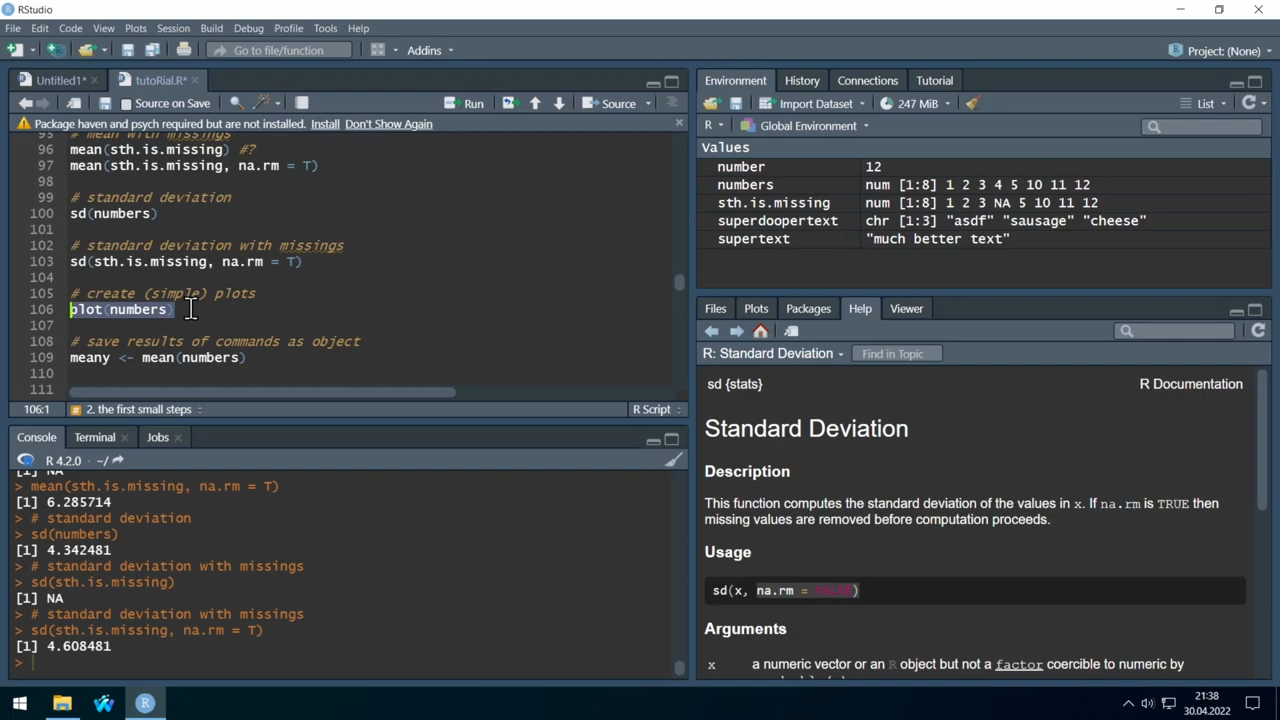 RStudio
File Edit Code View Plots Session Build Debug Profile Tools Help
Go to file/function Addins Project: (None)
Untitled1* tutoRial.R*
Source on Save Run Source
Package haven and psych required but are not installed. Install Don't Show Again
95 # mean with missings
96 mean(sth.is.missing) #?
97 mean(sth.is.missing, na.rm = T)
98
99 # standard deviation
100 sd(numbers)
101
102 # standard deviation with missings
103 sd(sth.is.missing, na.rm = T)
104
105 # create (simple) plots
106 plot(numbers)
107
108 # save results of commands as object
109 meany <- mean(numbers)
110
111
106:1 # 2. the first small steps R Script
Console Terminal Jobs
R 4.2.0 · ~/
[1] NA
> mean(sth.is.missing, na.rm = T)
[1] 6.285714
> # standard deviation
> sd(numbers)
[1] 4.342481
> # standard deviation with missings
> sd(sth.is.missing)
[1] NA
> # standard deviation with missings
> sd(sth.is.missing, na.rm = T)
[1] 4.608481
>
Environment History Connections Tutorial
Import Dataset 247 MiB List
R Global Environment
Values
number 12
numbers num [1:8] 1 2 3 4 5 10 11 12
sth.is.missing num [1:8] 1 2 3 NA 5 10 11 12
superdoopertext chr [1:3] "asdf" "sausage" "cheese"
supertext "much better text"
Files Plots Packages Help Viewer
R: Standard Deviation Find in Topic
sd {stats} R Documentation
Standard Deviation
Description
This function computes the standard deviation of the values in x. If na.rm is TRUE then
missing values are removed before computation proceeds.
Usage
sd(x, na.rm = FALSE)
Arguments
x a numeric vector or an R object but not a factor coercible to numeric by
21:38
30.04.2022